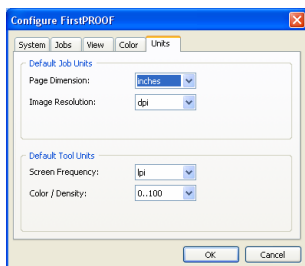 Configure FirstPROOF
System Jobs View Color Units
Default Job Units
Page Dimension: inches
Image Resolution: dpi
Default Tool Units
Screen Frequency: lpi
Color / Density: 0..100
OK Cancel